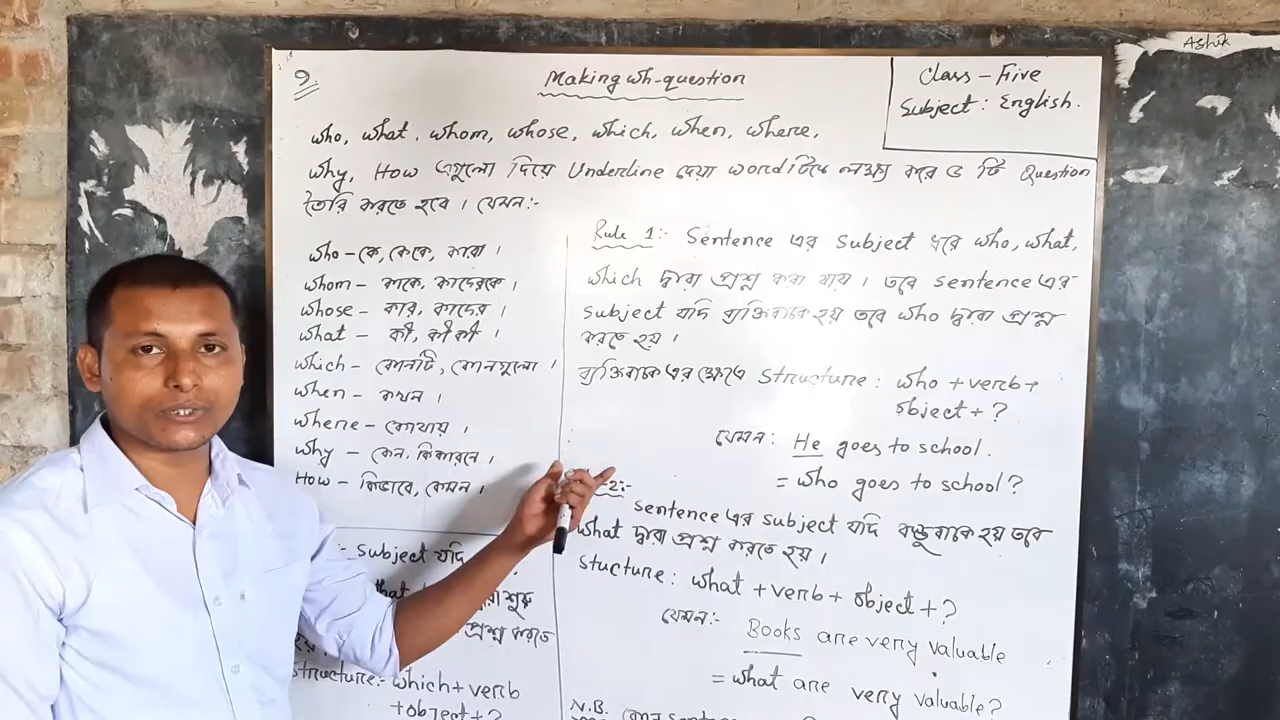 Ashik
9
Making wh-question
Class - Five
Subject: English.
Who, What, Whom, Whose, Which, When, Where,
Why, How এগুলো দিয়ে Underline দেয়া word টিকে লক্ষ্য করে ৫ টি Question
তৈরি করতে হবে । যেমন:-
Who - কে, কেকে, কারা ।
Whom - কাকে, কাদেরকে ।
Whose - কার, কাদের ।
What - কী, কী কী ।
Which - কোনটি, কোনগুলো ।
When - কখন ।
Where - কোথায় ।
Why - কেন, কিকারনে ।
How - কিভাবে, কেমন ।
:- Subject যদি
শুরু
প্রশ্ন করতে
Structure:- Which + verb
+ object + ?
Rule 1:- Sentence এর Subject ধরে Who, What,
Which দ্বারা প্রশ্ন করা যায় । তবে Sentence এর
Subject যদি ব্যক্তিবাচক হয় তবে Who দ্বারা প্রশ্ন
করতে হয় ।
ব্যক্তিবাচক এর ক্ষেত্রে Structure: Who + verb +
object + ?
যেমন: He goes to school.
= Who goes to school?
2:-
Sentence এর Subject যদি বস্তুবাচক হয় তবে
What দ্বারা প্রশ্ন করতে হয় ।
Stucture: What + verb + object + ?
যেমন:- Books are very valuable
= What are very valuable?
N.B.